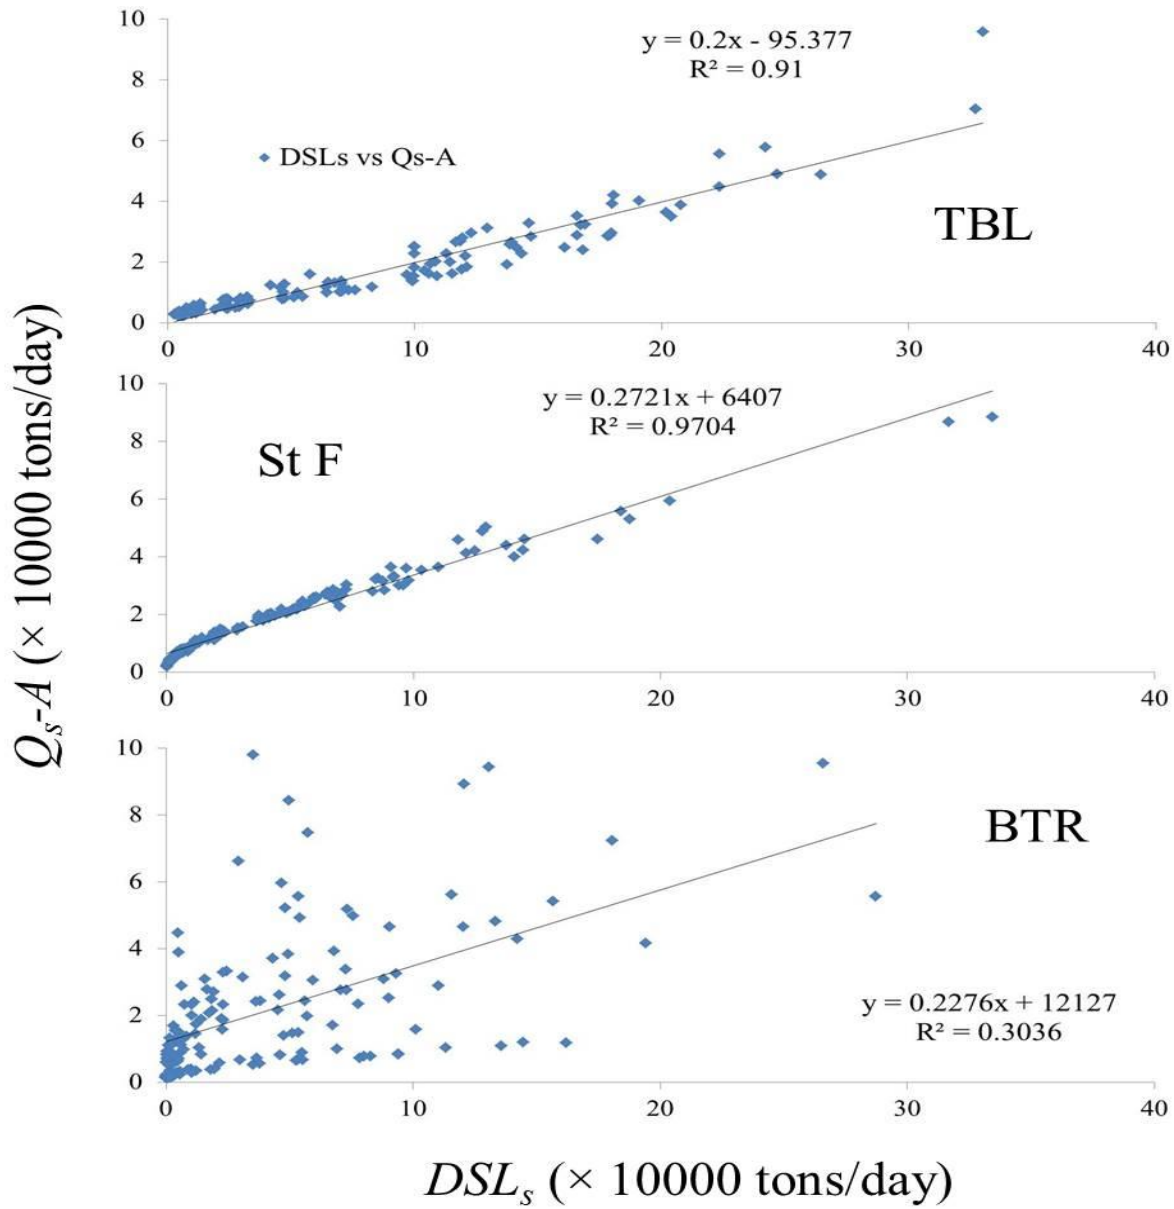 10
y = 0.2x - 95.377
R² = 0.91
8
6
DSLs vs Qs-A
4
TBL
2
0
0 10 20 30 40
10
y = 0.2721x + 6407
R² = 0.9704
8
St F
6
4
2
0
0 10 20 30 40
Qs-A (× 10000 tons/day)
10
8
BTR
6
4
2
y = 0.2276x + 12127
R² = 0.3036
0
0 10 20 30 40
DSLs (× 10000 tons/day)